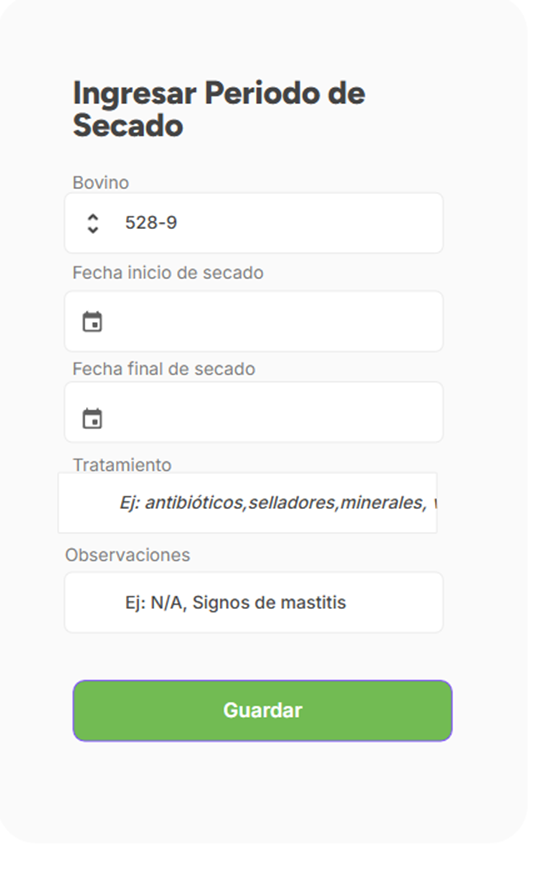 Ingresar Periodo de
Secado
Bovino
528-9
Fecha inicio de secado
Fecha final de secado
Tratamiento
Ej: antibióticos,selladores,minerales,
Observaciones
Ej: N/A, Signos de mastitis
Guardar